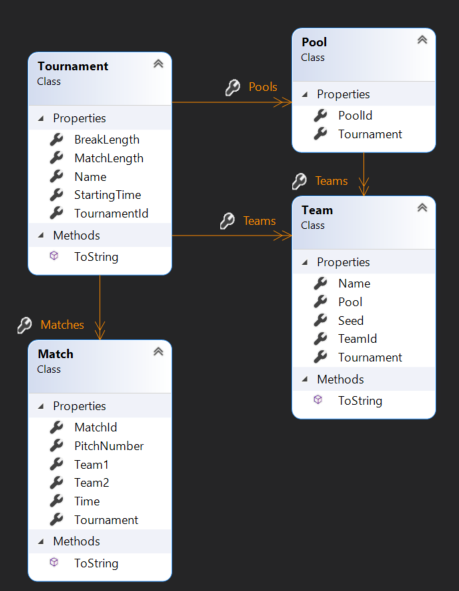 Tournament
Class
Properties
BreakLength
MatchLength
Name
StartingTime
TournamentId
Methods
ToString
Pools
Pool
Class
Properties
PoolId
Tournament
Teams
Teams
Team
Class
Properties
Name
Pool
Seed
TeamId
Tournament
Methods
ToString
Matches
Match
Class
Properties
MatchId
PitchNumber
Team1
Team2
Time
Tournament
Methods
ToString